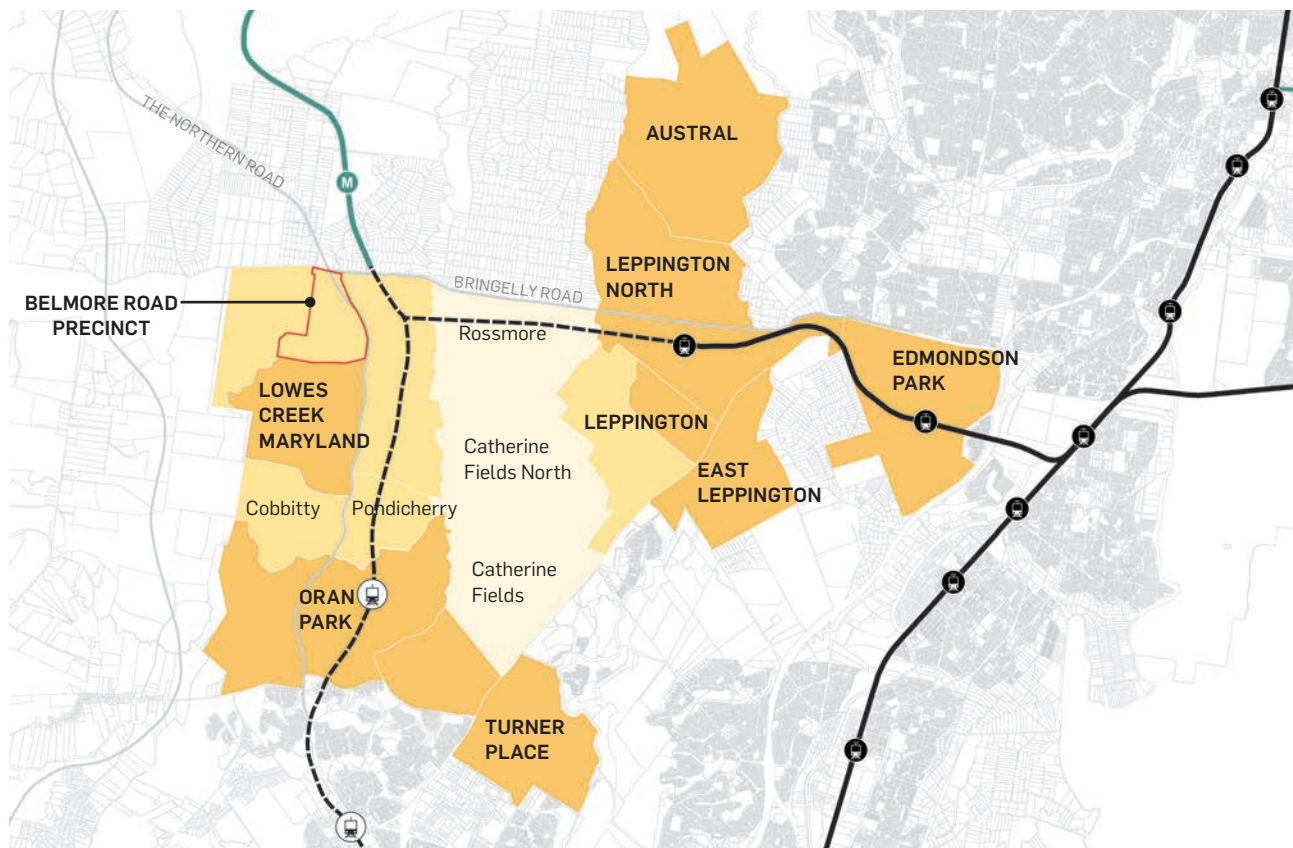 THE NORTHERN ROAD
M
AUSTRAL
LEPPINGTON
NORTH
BRINGELLY ROAD
BELMORE ROAD
PRECINCT
Rossmore
EDMONDSON
PARK
LOWES
CREEK
MARYLAND
LEPPINGTON
Catherine
Fields North
EAST
LEPPINGTON
Cobbitty
Pondicherry
Catherine
Fields
ORAN
PARK
TURNER
PLACE